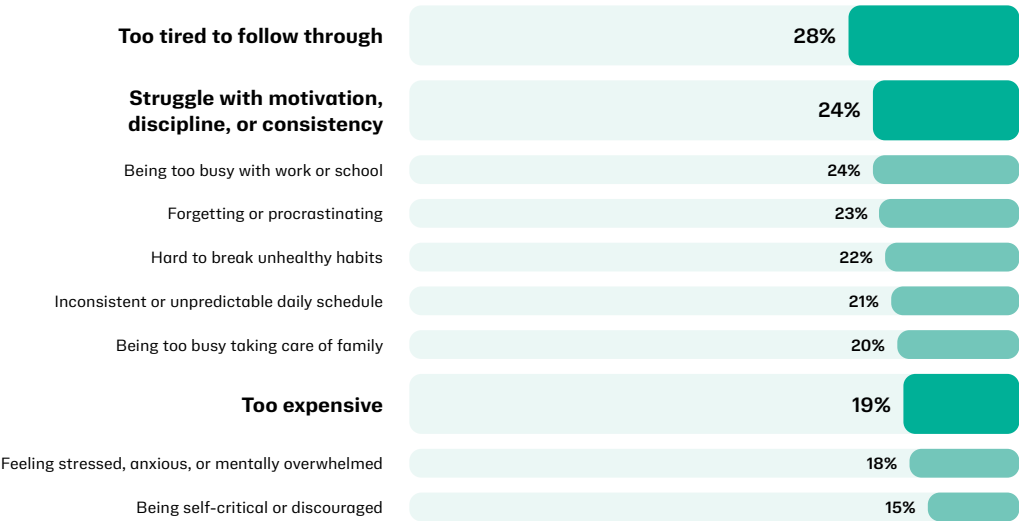 Too tired to follow through
28%
Struggle with motivation,
discipline, or consistency
24%
Being too busy with work or school
24%
Forgetting or procrastinating
23%
Hard to break unhealthy habits
22%
Inconsistent or unpredictable daily schedule
21%
Being too busy taking care of family
20%
Too expensive
19%
Feeling stressed, anxious, or mentally overwhelmed
18%
Being self-critical or discouraged
15%